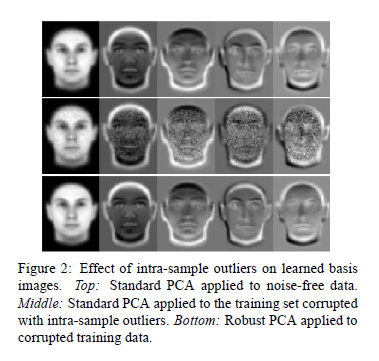 Figure 2: Effect of intra-sample outliers on learned basis
images. Top: Standard PCA applied to noise-free data.
Middle: Standard PCA applied to the training set corrupted
with intra-sample outliers. Bottom: Robust PCA applied to
corrupted training data.